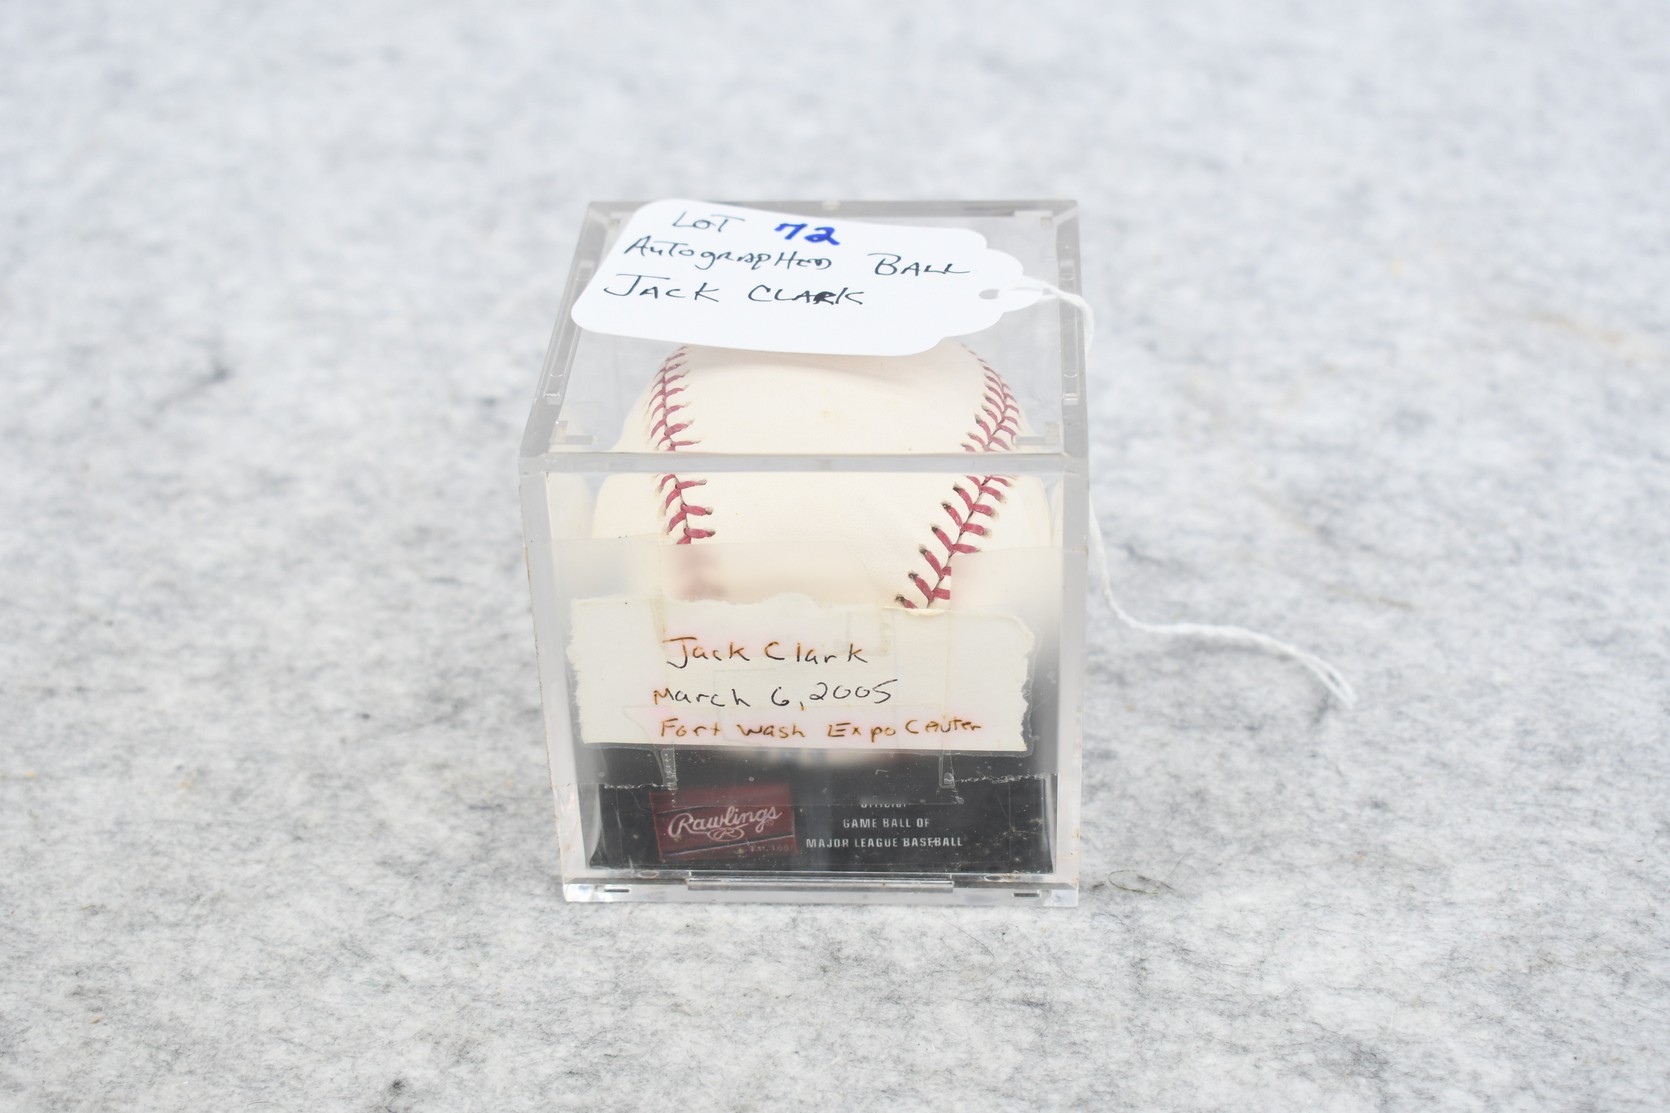 LOT 72
AUTOGRAPHED BALL
JACK CLARK
Jack Clark
March 6, 2005
Fort Wash Expo Center
Rawlings
OFFICIAL
GAME BALL OF
MAJOR LEAGUE BASEBALL